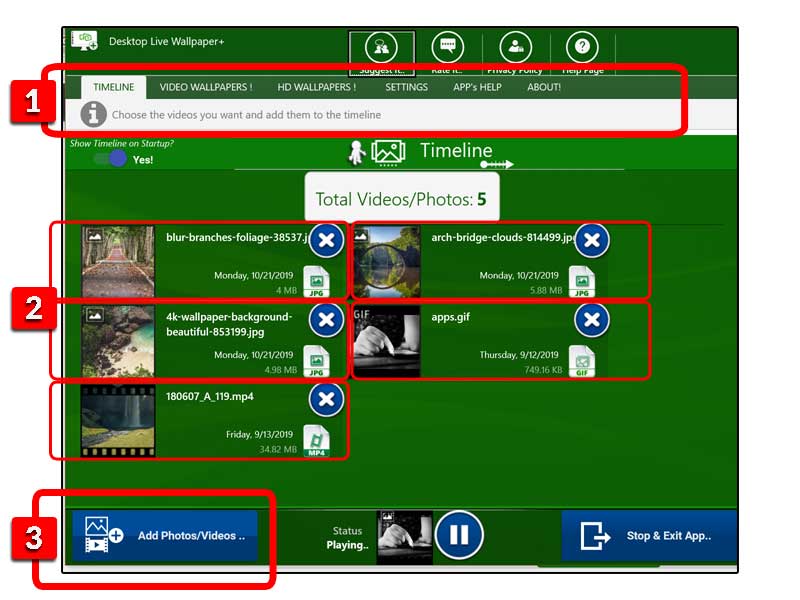 Desktop Live Wallpaper+
Suggest It..
Rate It..
Privacy Policy
Help Page
1
TIMELINE
VIDEO WALLPAPERS !
HD WALLPAPERS !
SETTINGS
APP's HELP
ABOUT!
Choose the videos you want and add them to the timeline
Show Timeline on Startup?
Yes!
Timeline
Total Videos/Photos: 5
2
blur-branches-foliage-38537.j
Monday, 10/21/2019
4 MB
JPG
arch-bridge-clouds-814499.jpg
Monday, 10/21/2019
5.88 MB
JPG
4k-wallpaper-background-
beautiful-853199.jpg
Monday, 10/21/2019
4.98 MB
JPG
GIF
apps.gif
Thursday, 9/12/2019
749.16 KB
GIF
180607_A_119.mp4
Friday, 9/13/2019
34.82 MB
MP4
3
Add Photos/Videos ..
Status
Playing..
Stop & Exit App..